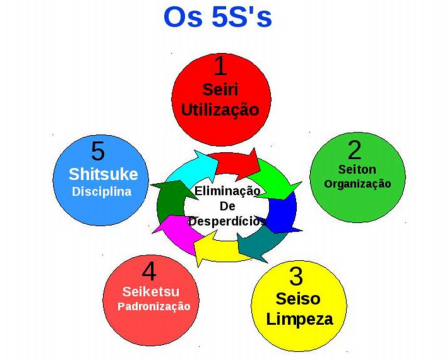 Os 5S's
1
Seiri
Utilização
2
Seiton
Organização
3
Seiso
Limpeza
4
Seiketsu
Padronização
5
Shitsuke
Disciplina
Eliminação
De
Desperdícios